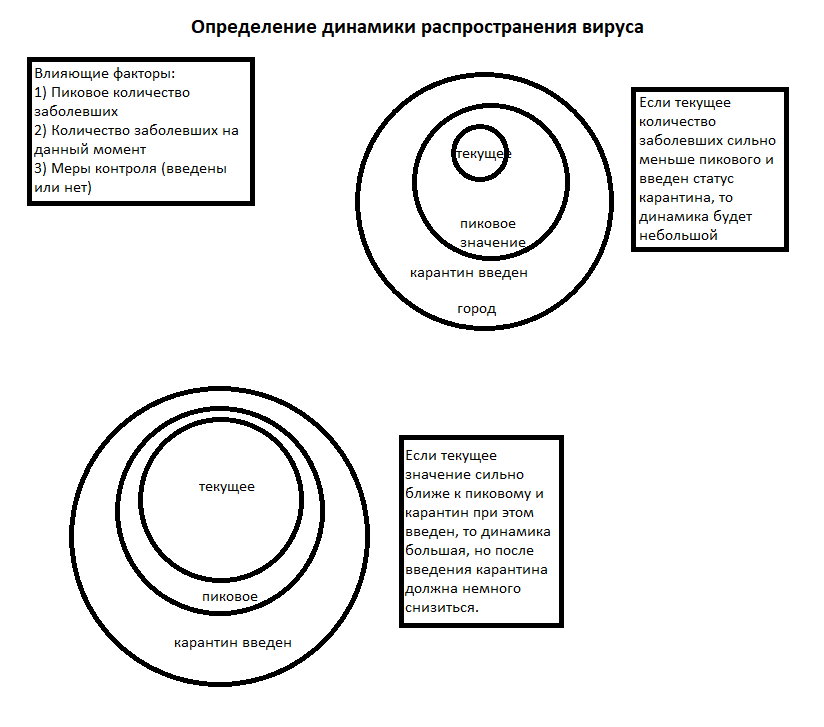 Определение динамики распространения вируса
Влияющие факторы:
1) Пиковое количество
заболевших
2) Количество заболевших на
данный момент
3) Меры контроля (введены
или нет)
текущее
пиковое
значение
карантин введен
город
Если текущее
количество
заболевших сильно
меньше пикового и
введен статус
карантина, то
динамика будет
небольшой
текущее
пиковое
карантин введен
Если текущее
значение сильно
ближе к пиковому и
карантин при этом
введен, то динамика
большая, но после
введения карантина
должна немного
снизиться.